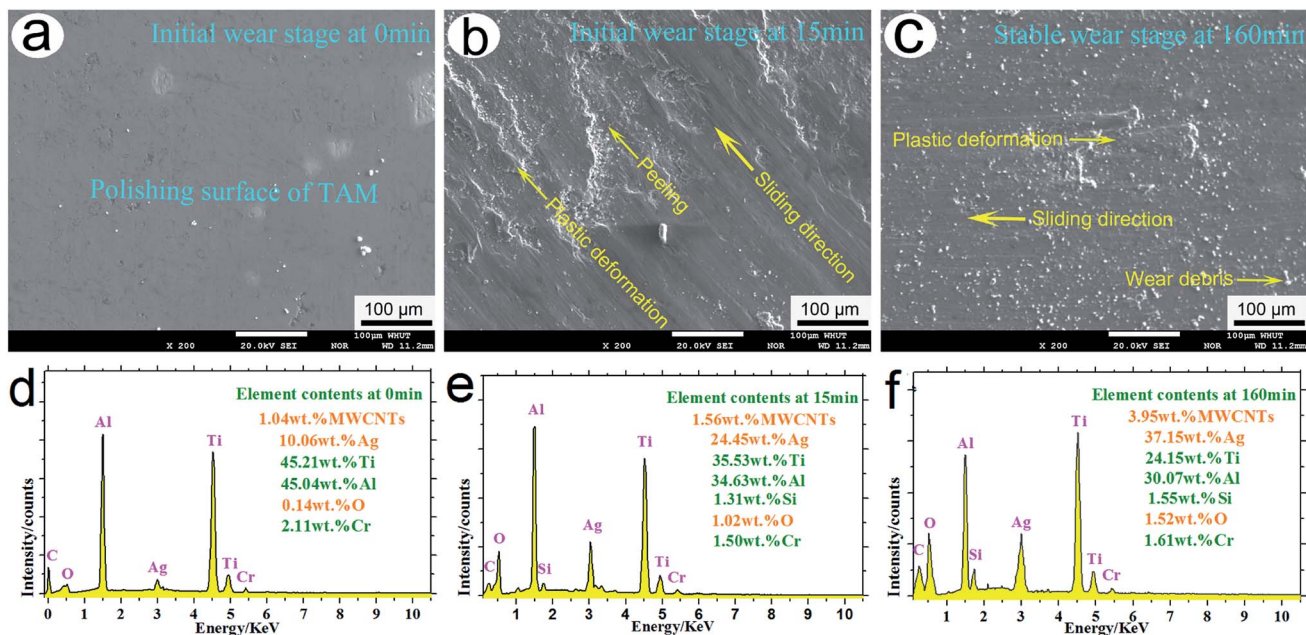 a
Initial wear stage at 0min
Polishing surface of TAM
100 µm
100µm WHUT
X 200 20.0kV SEI NOR WD 11.2mm
b
Initial wear stage at 15min
Peeling
Plastic deformation
Sliding direction
100 µm
100µm WHUT
X 200 20.0kV SEI NOR WD 11.2mm
c
Stable wear stage at 160min
Plastic deformation
Sliding direction
Wear debris
100 µm
100µm WHUT
X 200 20.0kV SEI NOR WD 11.2mm
d
Element contents at 0min
1.04wt.%MWCNTs
10.06wt.%Ag
45.21wt.%Ti
45.04wt.%Al
0.14wt.%O
2.11wt.%Cr
C O Al Ag Ti Ti Cr
Intensity/counts
0 1 2 3 4 5 6 7 8 9 10
Energy/KeV
e
Element contents at 15min
1.56wt.%MWCNTs
24.45wt.%Ag
35.53wt.%Ti
34.63wt.%Al
1.31wt.%Si
1.02wt.%O
1.50wt.%Cr
C O Al Si Ag Ti Ti Cr
Intensity/counts
1 2 3 4 5 6 7 8 9 10
Energy/KeV
f
Element contents at 160min
3.95wt.%MWCNTs
37.15wt.%Ag
24.15wt.%Ti
30.07wt.%Al
1.55wt.%Si
1.52wt.%O
1.61wt.%Cr
C O Al Si Ag Ti Ti Cr
Intensity/counts
1 2 3 4 5 6 7 8 9 10
Energy/KeV